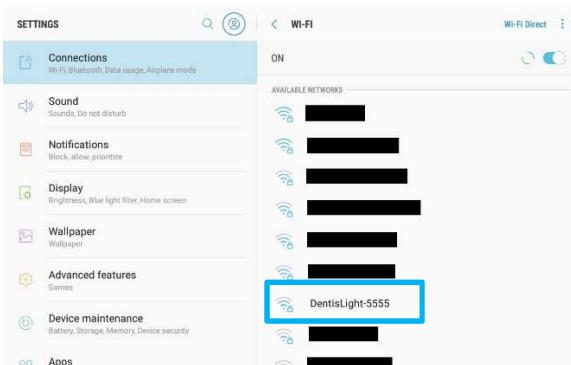 SETTINGS
Connections
Wi-Fi, Bluetooth, Data usage, Airplane mode
Sound
Sounds, Do not disturb
Notifications
Block, allow, prioritize
Display
Brightness, Blue light filter, Home screen
Wallpaper
Wallpaper
Advanced features
Games
Device maintenance
Battery, Storage, Memory, Device security
Apps
WI-FI
Wi-Fi Direct
ON
AVAILABLE NETWORKS
DentisLight-5555